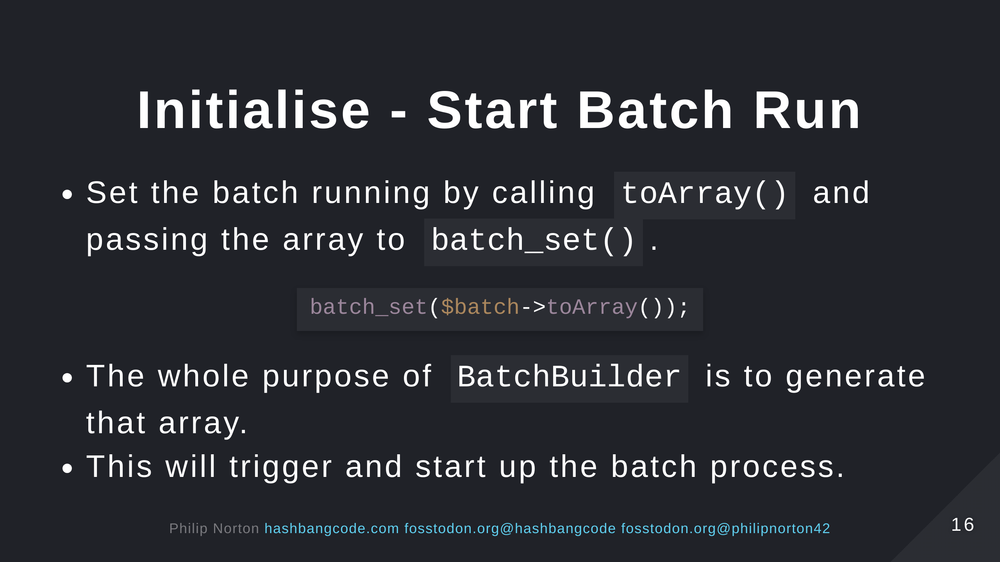 Initialise - Start Batch Run
• Set the batch running by calling toArray() and
passing the array to batch_set().
batch_set($batch->toArray());
• The whole purpose of BatchBuilder is to generate
that array.
• This will trigger and start up the batch process.
Philip Norton hashbangcode.com fosstodon.org@hashbangcode fosstodon.org@philipnorton42
16